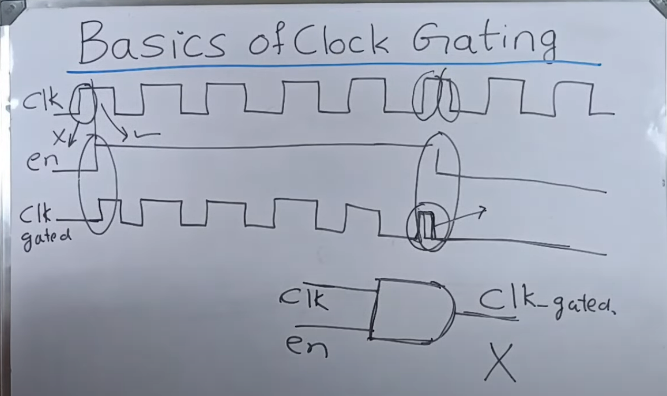 Basics of Clock Gating
Clk
X
en
Clk
gated
Clk
Clk_gated.
en
X